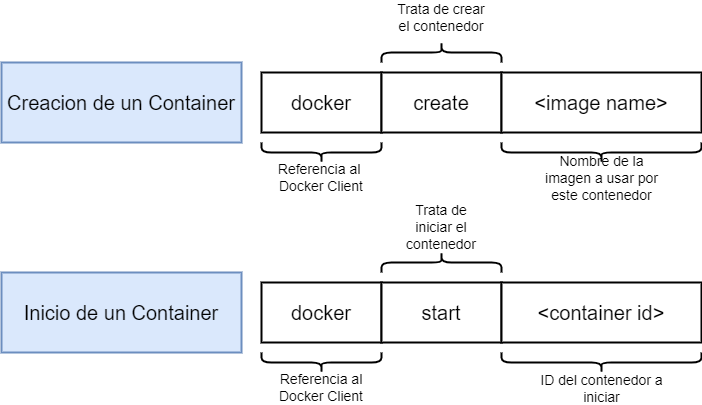 Trata de crear
el contenedor
Creacion de un Container
docker
create
<image name>
Referencia al
Docker Client
Nombre de la
imagen a usar por
este contenedor
Trata de
iniciar el
contenedor
Inicio de un Container
docker
start
<container id>
Referencia al
Docker Client
ID del contenedor a
iniciar